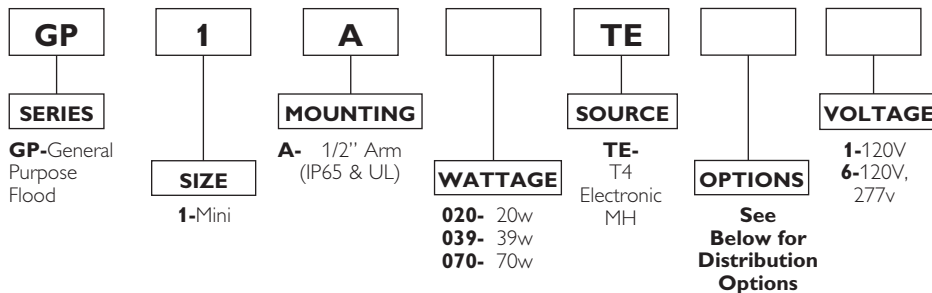 GP 1 A TE
SERIES
GP-General
Purpose
Flood
SIZE
1-Mini
MOUNTING
A- 1/2'' Arm
(IP65 & UL)
WATTAGE
020- 20w
039- 39w
070- 70w
SOURCE
TE-
T4
Electronic
MH
OPTIONS
See
Below for
Distribution
Options
VOLTAGE
1-120V
6-120V,
277v